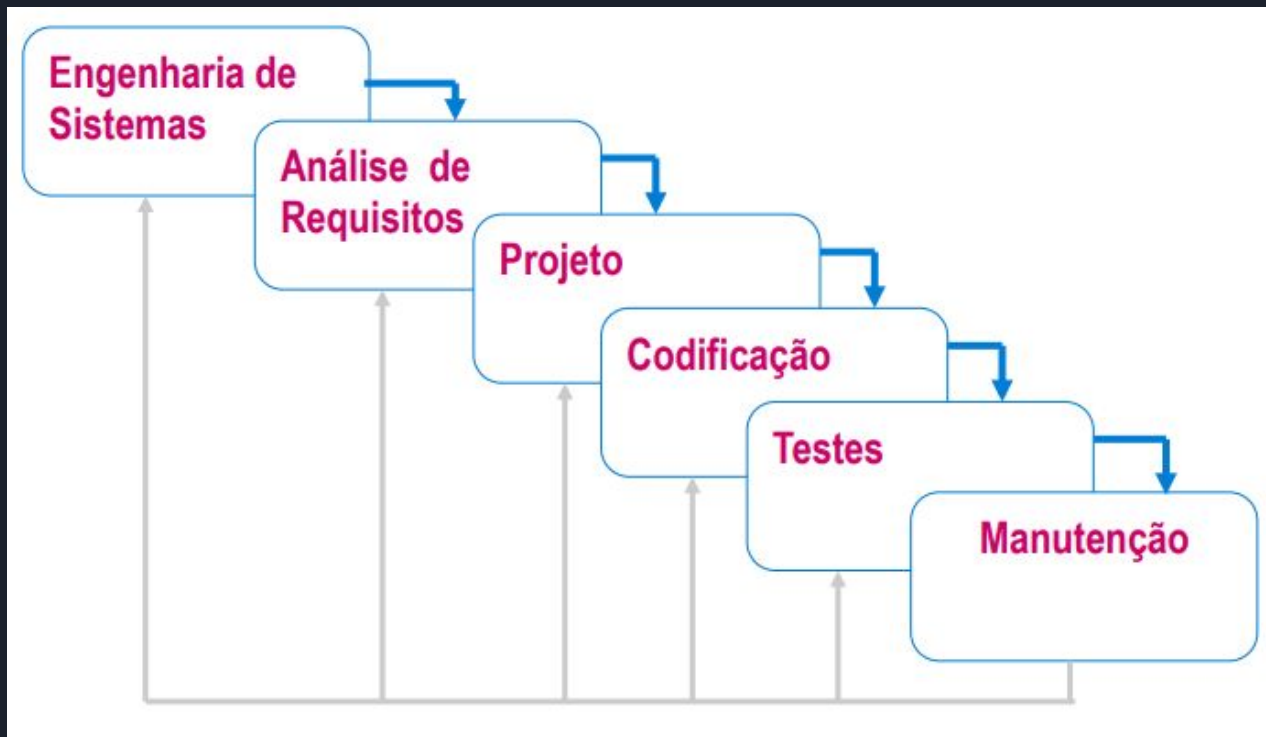 Engenharia de
Sistemas
Análise de
Requisitos
Projeto
Codificação
Testes
Manutenção